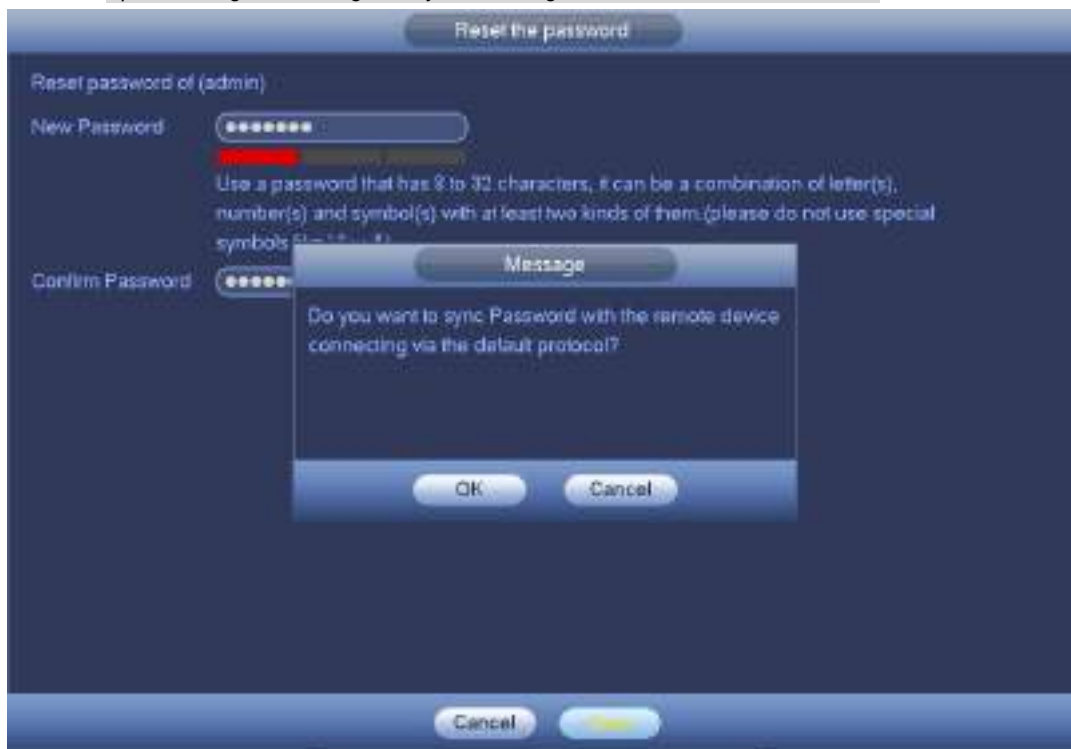 Reset the password
Reset password of (admin)
New Password
Use a password that has 8 to 32 characters, it can be a combination of letter(s),
number(s) and symbol(s) with at least two kinds of them.(please do not use special
symbols
Confirm Password
Message
Do you want to sync Password with the remote device
connecting via the default protocol?
OK Cancel
Cancel